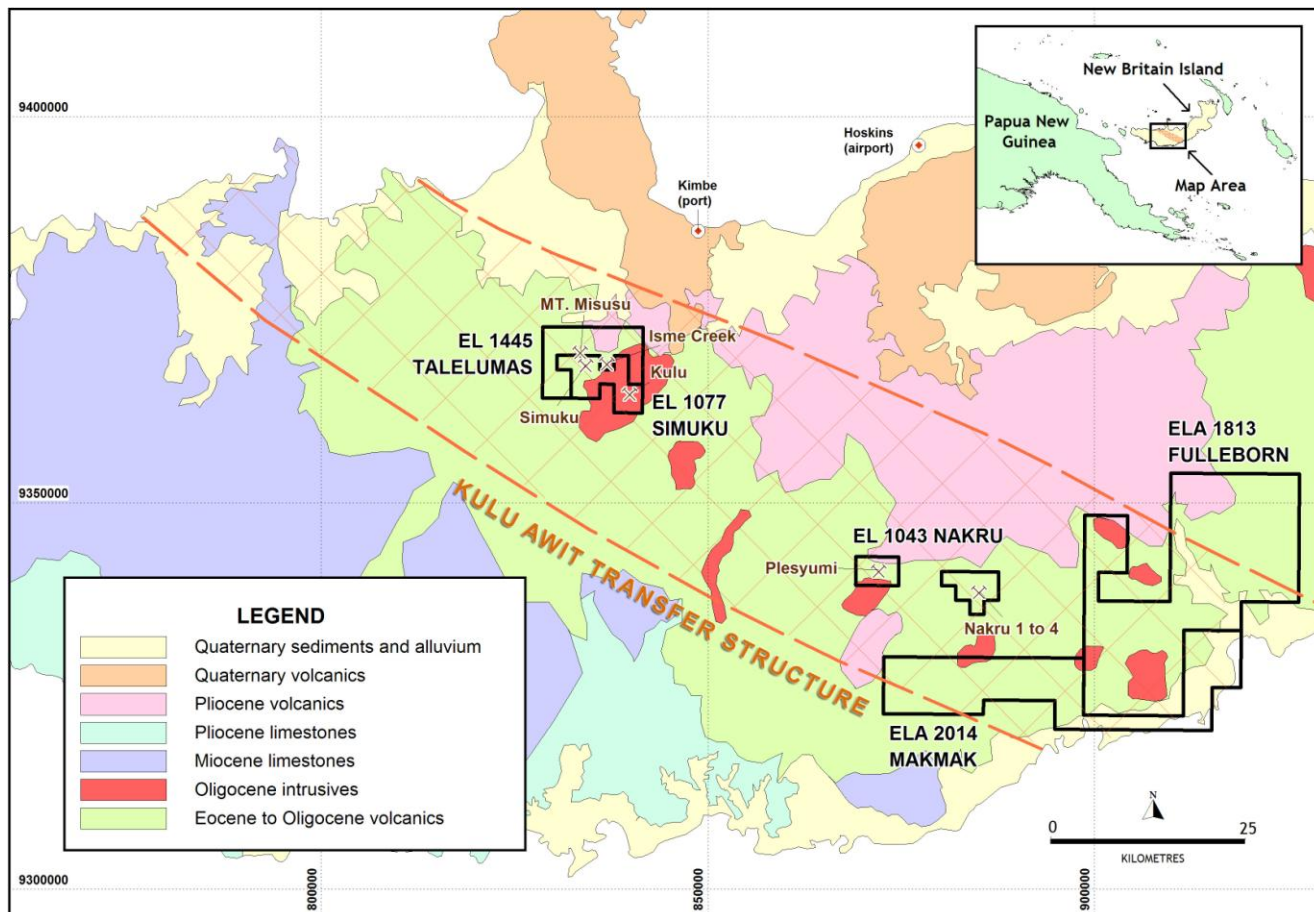 9400000
New Britain Island
Papua New
Guinea
Map Area
Hoskins
(airport)
Kimbe
(port)
MT. Misusu
EL 1445
TALELUMAS
Isme Creek
Kulu
Simuku
EL 1077
SIMUKU
ELA 1813
FULLEBORN
9350000
KULU AWIT TRANSFER STRUCTURE
EL 1043 NAKRU
Plesyumi
Nakru 1 to 4
ELA 2014
MAKMAK
LEGEND
Quaternary sediments and alluvium
Quaternary volcanics
Pliocene volcanics
Pliocene limestones
Miocene limestones
Oligocene intrusives
Eocene to Oligocene volcanics
N
0 25
KILOMETRES
9300000
800000
850000
900000